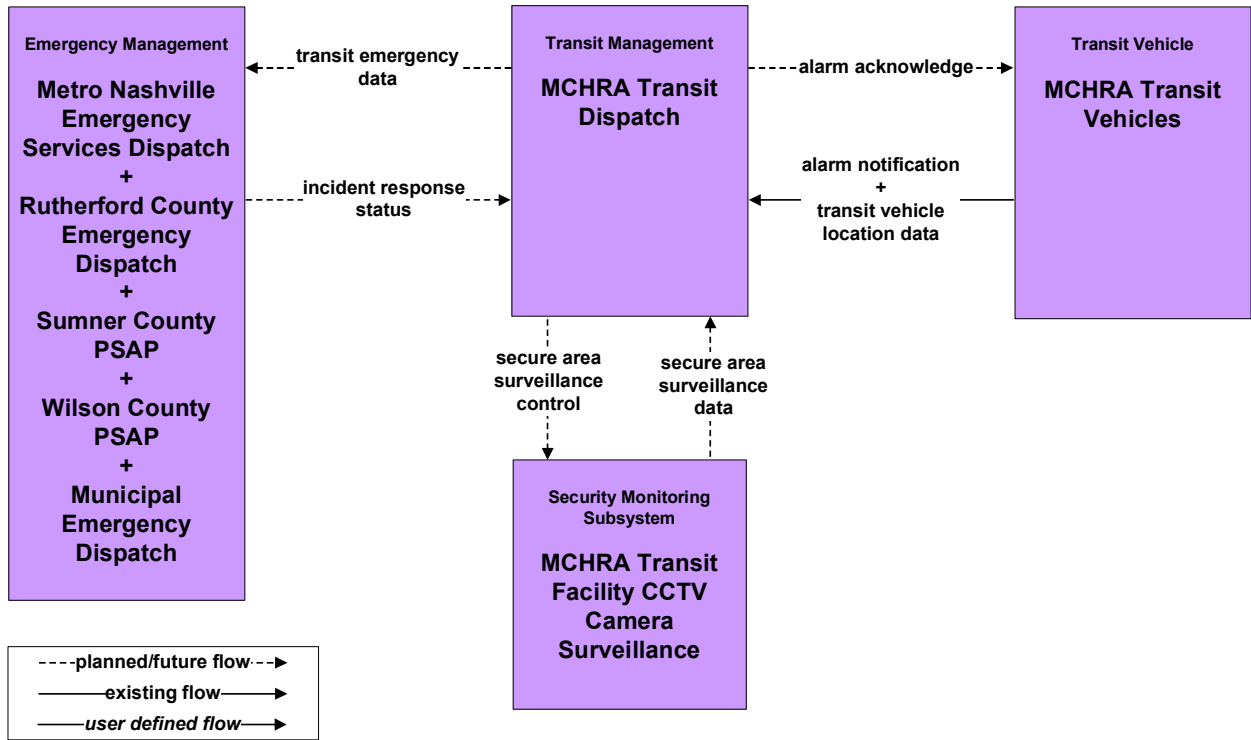 Emergency Management
Metro Nashville
Emergency
Services Dispatch
+
Rutherford County
Emergency
Dispatch
+
Sumner County
PSAP
+
Wilson County
PSAP
+
Municipal
Emergency
Dispatch
transit emergency
data
incident response
status
Transit Management
MCHRA Transit
Dispatch
alarm acknowledge
alarm notification
+
transit vehicle
location data
Transit Vehicle
MCHRA Transit
Vehicles
secure area
surveillance
control
secure area
surveillance
data
Security Monitoring
Subsystem
MCHRA Transit
Facility CCTV
Camera
Surveillance
planned/future flow
existing flow
user defined flow